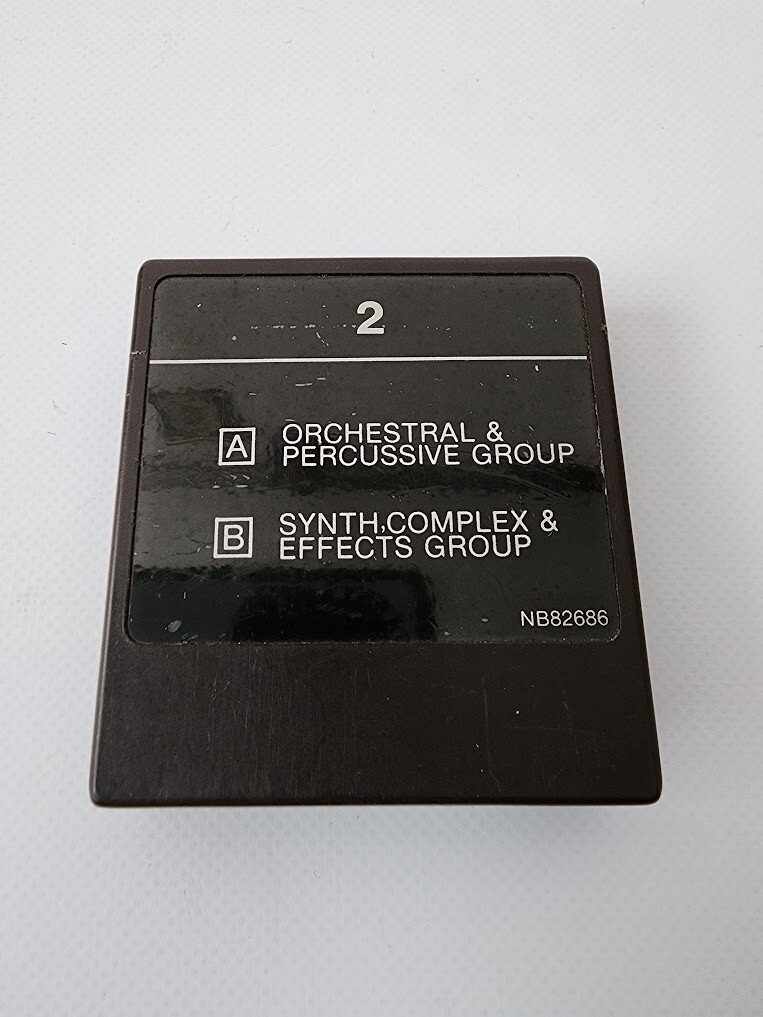 2
A ORCHESTRAL &
PERCUSSIVE GROUP
B SYNTH,COMPLEX &
EFFECTS GROUP
NB82686